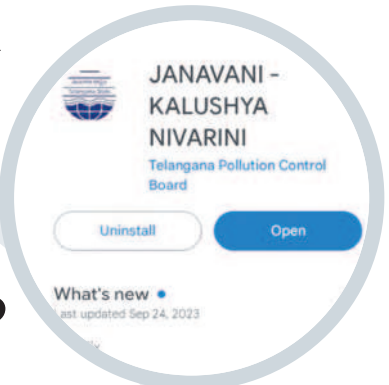 JANAVANI -
KALUSHYA
NIVARINI
Telangana Pollution Control
Board
Uninstall
Open
What's new
Last updated Sep 24, 2023